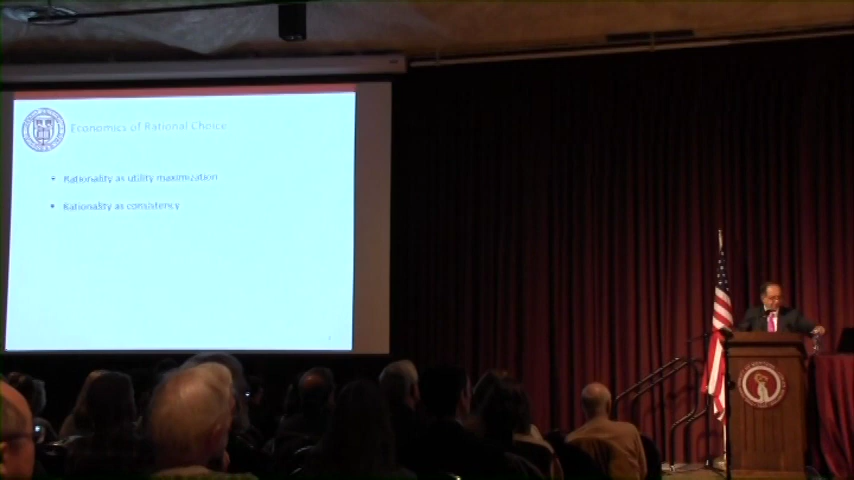 Economics of Rational Choice
• Rationality as utility maximization
• Rationality as consistency